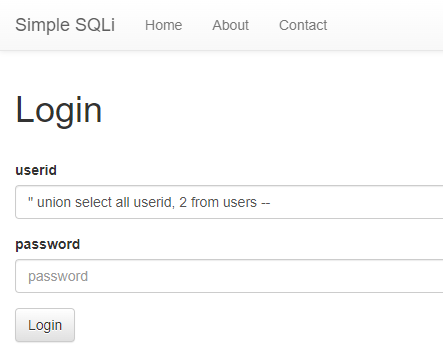 Simple SQLi Home About Contact
Login
userid
" union select all userid, 2 from users --
password
password
Login